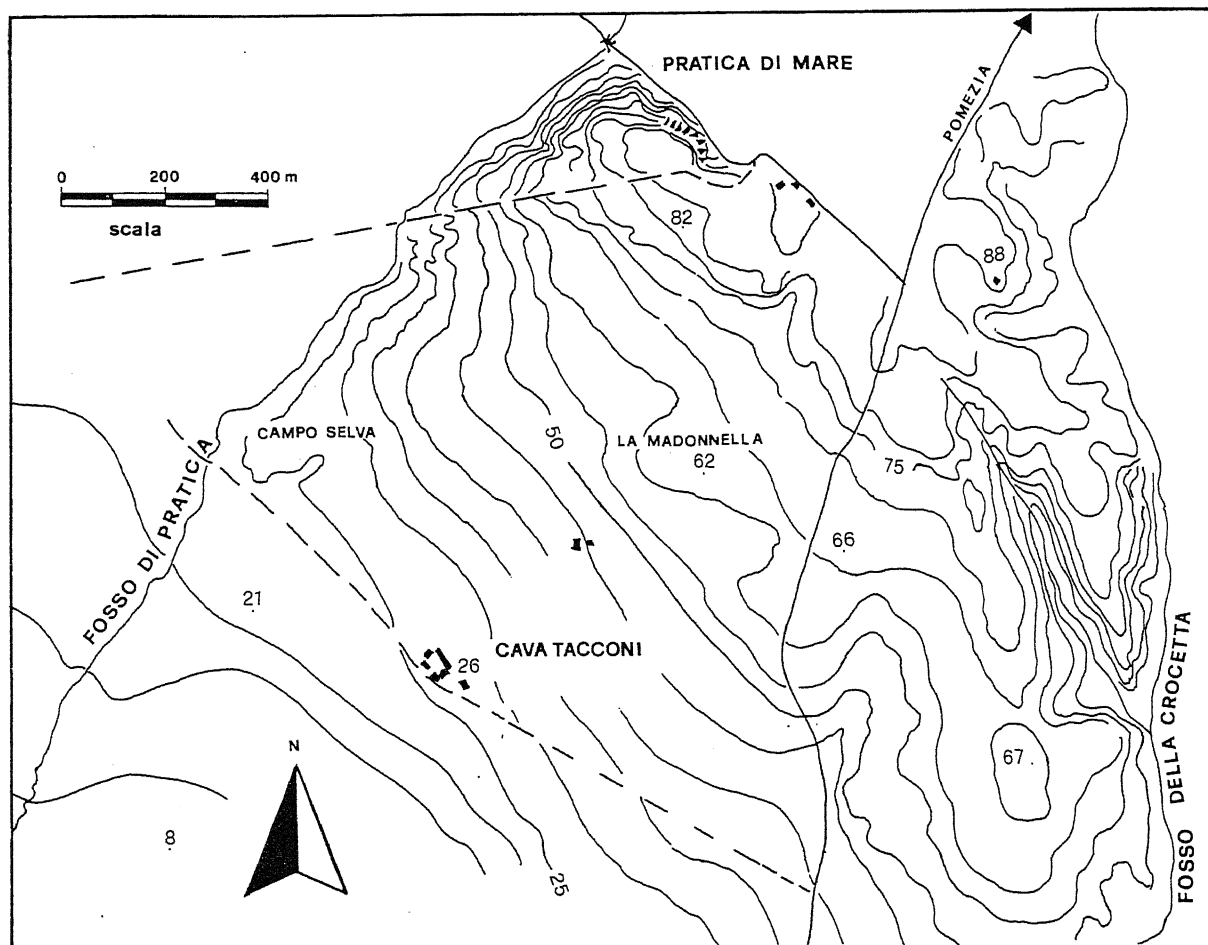 PRATICA DI MARE
POMEZIA
0 200 400 m
scala
82
88
CAMPO SELVA
50
LA MADONNELLA
62
75
66
FOSSO DI PRATICA
21
CAVA TACCONI
26
67
FOSSO DELLA CROCETTA
N
8
25